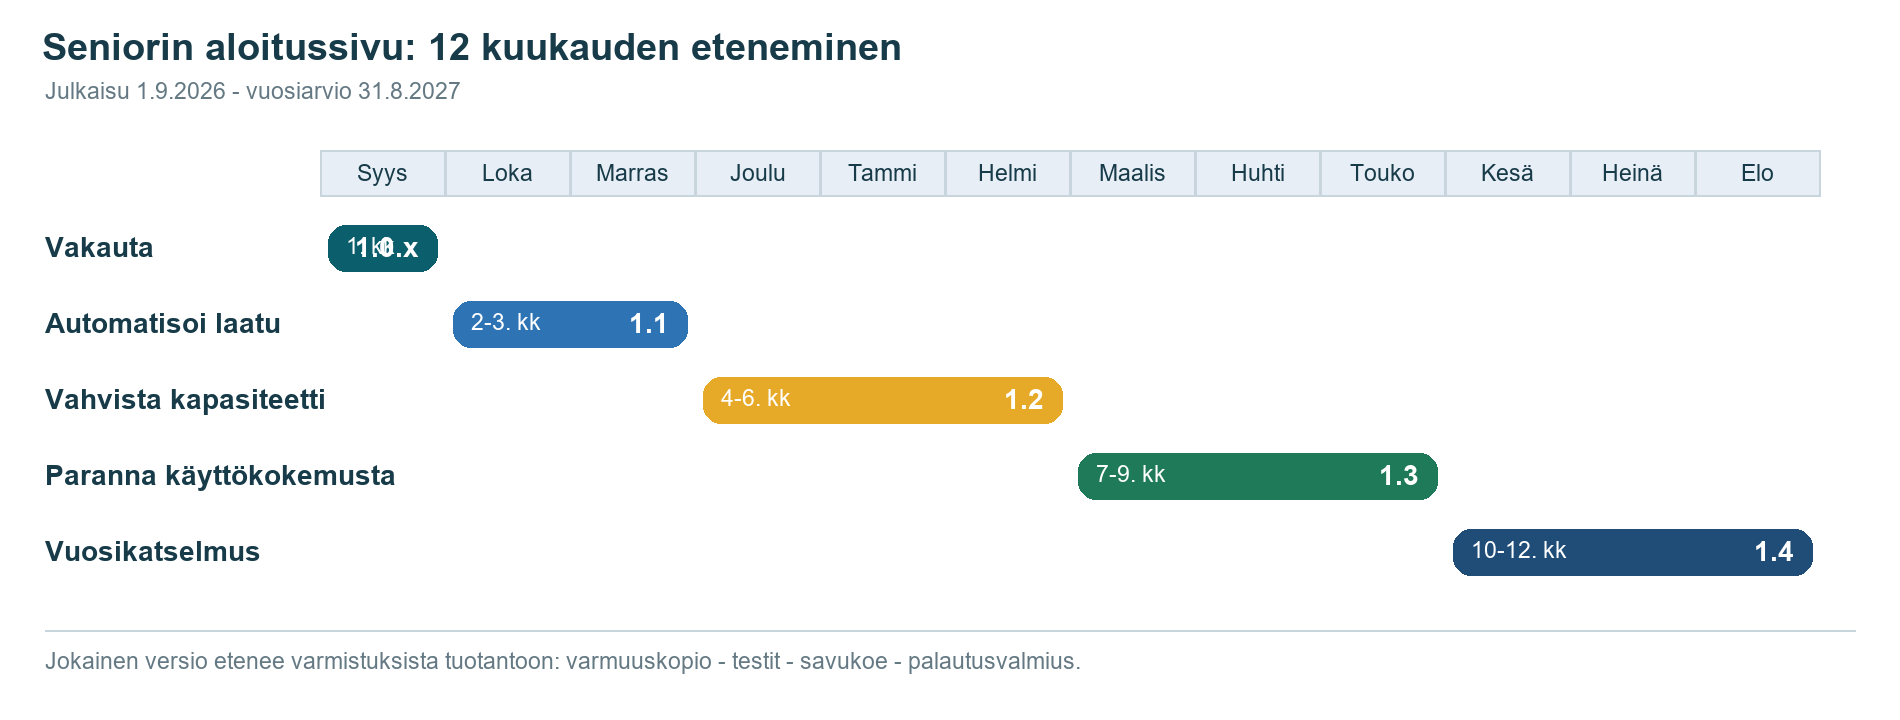 Seniorin aloitussivu: 12 kuukauden eteneminen
Julkaisu 1.9.2026 - vuosiarvio 31.8.2027
Syys Loka Marras Joulu Tammi Helmi Maalis Huhti Touko Kesä Heinä Elo
Vakauta 1.0.x
Automatisoi laatu 2-3. kk 1.1
Vahvista kapasiteetti 4-6. kk 1.2
Paranna käyttökokemusta 7-9. kk 1.3
Vuosikatselmus 10-12. kk 1.4
Jokainen versio etenee varmistuksista tuotantoon: varmuuskopio - testit - savukoe - palautusvalmius.